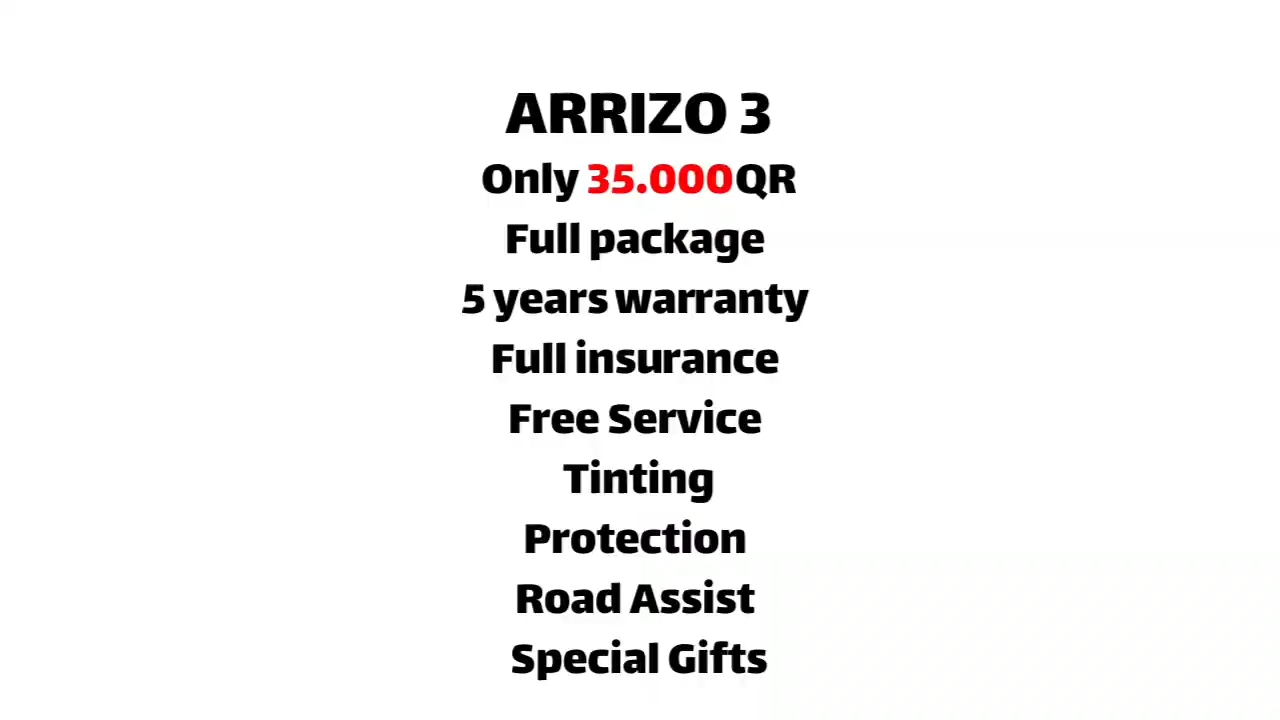 ARRIZO 3
Only 35.000QR
Full package
5 years warranty
Full insurance
Free Service
Tinting
Protection
Road Assist
Special Gifts